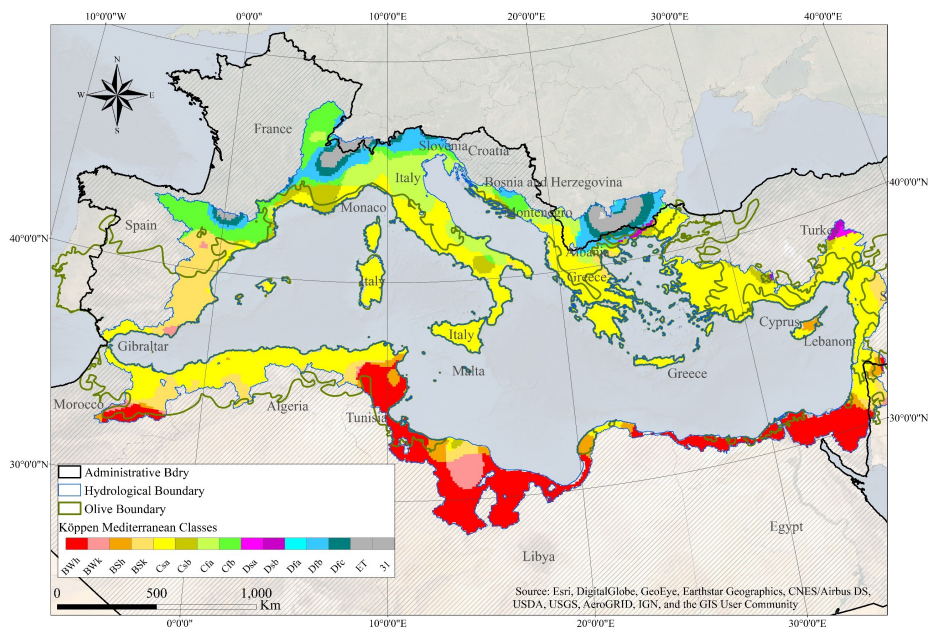 10°0'0"W 0°0'0" 10°0'0"E 20°0'0"E 30°0'0"E 40°0'0"E
N
W E
S
France
Slovenia
Croatia
Italy
Bosnia and Herzegovina
40°0'0"N
Monaco
Montenegro
Spain
Turke
40°0'0"N
Albani
Italy
Greece
S
Cyprus
Italy
Lebanon
Gibraltar
Malta
Greece
Morocco
Algeria
Tunisia
30°0'0"N
30°0'0"N
Administrative Bdry
Hydrological Boundary
Olive Boundary
Köppen Mediterranean Classes
BWh BWk BSh BSk Csa Csb Cfa Cfb Dsa Dsb Dfa Dfb Dfc ET 31
Egypt
Libya
0 500 1,000
Km
Source: Esri, DigitalGlobe, GeoEye, Earthstar Geographics, CNES/Airbus DS,
USDA, USGS, AeroGRID, IGN, and the GIS User Community
0°0'0" 10°0'0"E 20°0'0"E 30°0'0"E